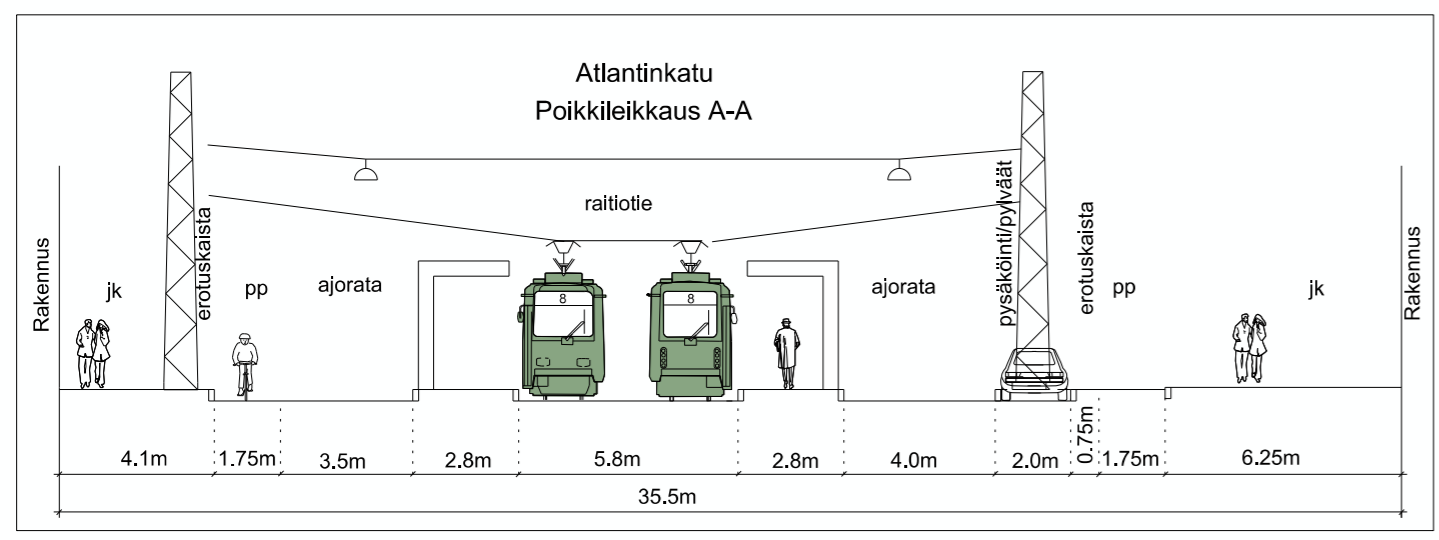 Atlantinkatu
Poikkileikkaus A-A
raitiotie
Rakennus
jk
erotuskaista
pp
ajorata
8
8
ajorata
pysäköinti/pylväät
erotuskaista
pp
jk
Rakennus
4.1m
1.75m
3.5m
2.8m
5.8m
2.8m
4.0m
2.0m
0.75m
1.75m
6.25m
35.5m